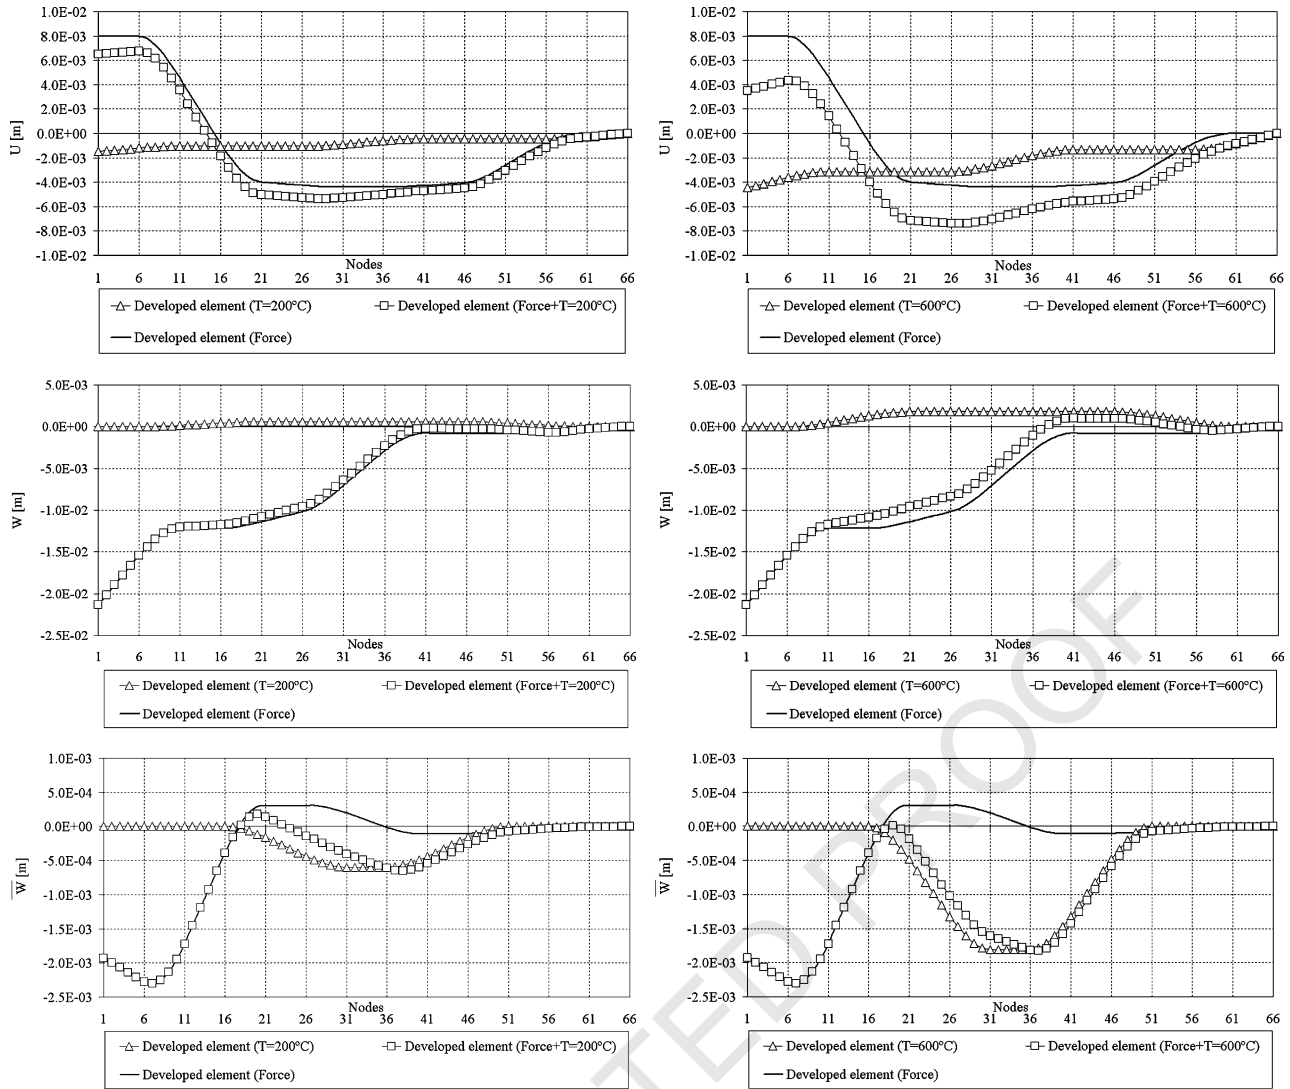 1.0E-02
8.0E-03
6.0E-03
4.0E-03
2.0E-03
0.0E+00
-2.0E-03
-4.0E-03
-6.0E-03
-8.0E-03
-1.0E-02
U [m]
Nodes
1 6 11 16 21 26 31 36 41 46 51 56 61 66
Developed element (T=200°C) Developed element (Force+T=200°C)
Developed element (Force)
1.0E-02
8.0E-03
6.0E-03
4.0E-03
2.0E-03
0.0E+00
-2.0E-03
-4.0E-03
-6.0E-03
-8.0E-03
-1.0E-02
U [m]
Nodes
1 6 11 16 21 26 31 36 41 46 51 56 61 66
Developed element (T=600°C) Developed element (Force+T=600°C)
Developed element (Force)
5.0E-03
0.0E+00
-5.0E-03
-1.0E-02
-1.5E-02
-2.0E-02
-2.5E-02
W [m]
Nodes
1 6 11 16 21 26 31 36 41 46 51 56 61 66
Developed element (T=200°C) Developed element (Force+T=200°C)
Developed element (Force)
5.0E-03
0.0E+00
-5.0E-03
-1.0E-02
-1.5E-02
-2.0E-02
-2.5E-02
W [m]
Nodes
1 6 11 16 21 26 31 36 41 46 51 56 61 66
Developed element (T=600°C) Developed element (Force+T=600°C)
Developed element (Force)
1.0E-03
5.0E-04
0.0E+00
-5.0E-04
-1.0E-03
-1.5E-03
-2.0E-03
-2.5E-03
W̅ [m]
Nodes
1 6 11 16 21 26 31 36 41 46 51 56 61 66
Developed element (T=200°C) Developed element (Force+T=200°C)
Developed element (Force)
1.0E-03
5.0E-04
0.0E+00
-5.0E-04
-1.0E-03
-1.5E-03
-2.0E-03
-2.5E-03
W̅ [m]
Nodes
1 6 11 16 21 26 31 36 41 46 51 56 61 66
Developed element (T=600°C) Developed element (Force+T=600°C)
Developed element (Force)
TED PROOF